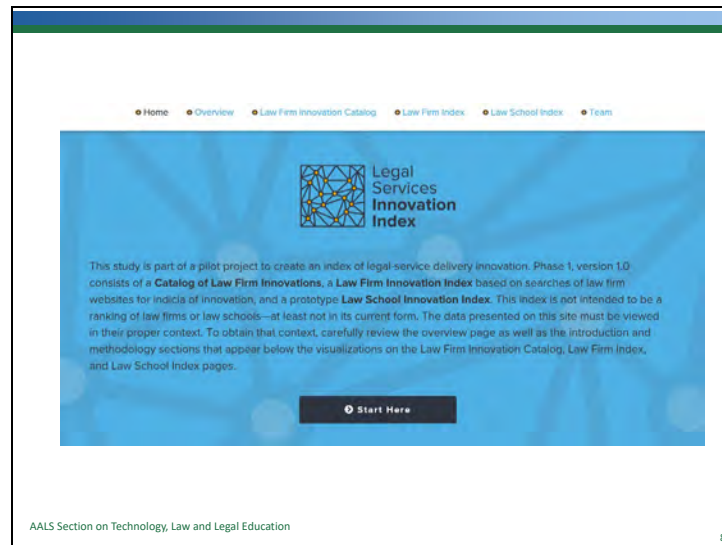 Home Overview Law Firm Innovation Catalog Law Firm Index Law School Index Team
Legal
Services
Innovation
Index
This study is part of a pilot project to create an index of legal-service delivery innovation. Phase 1, version 1.0
consists of a Catalog of Law Firm Innovations, a Law Firm Innovation Index based on searches of law firm
websites for indicia of innovation, and a prototype Law School Innovation Index. This index is not intended to be a
ranking of law firms or law schools—at least not in its current form. The data presented on this site must be viewed
in their proper context. To obtain that context, carefully review the overview page as well as the introduction and
methodology sections that appear below the visualizations on the Law Firm Innovation Catalog, Law Firm Index,
and Law School Index pages.
Start Here
AALS Section on Technology, Law and Legal Education